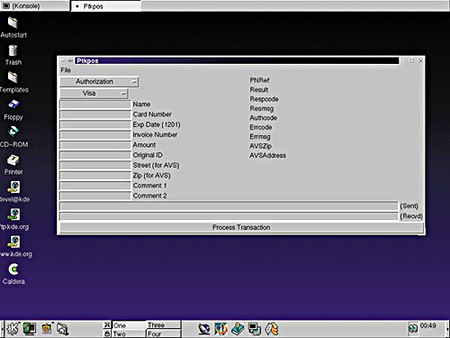 (Konsole)
Ptkpos
Autostart
Trash
Templates
Floppy
CD-ROM
Printer
devel@kde
ftp.kde.org
www.kde.org
Caldera
Ptkpos
File
Authorization
Visa
Name
Card Number
Exp Date (1201)
Invoice Number
Amount
Original ID
Street (for AVS)
Zip (for AVS)
Comment 1
Comment 2
PNRef
Result
Respcode
Resmsg
Authcode
Errcode
Errmsg
AVSZip
AVSAddress
(Sent)
(Recvd)
Process Transaction
One
Three
Two
Four
00:49